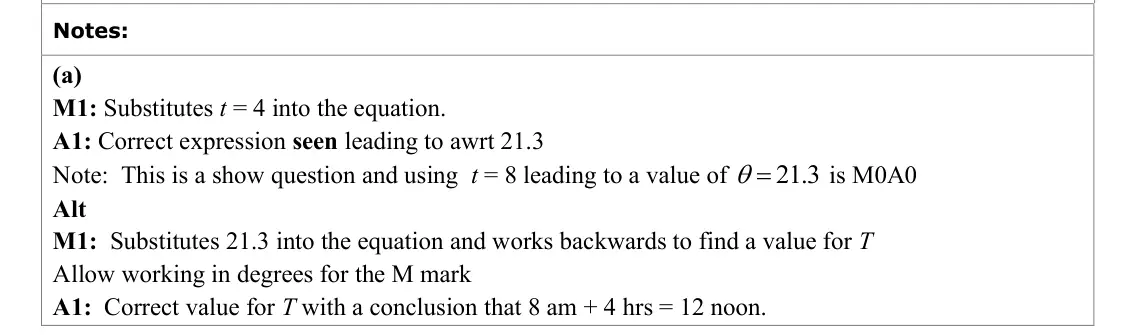 Notes:
(a)
M1: Substitutes t = 4 into the equation.
A1: Correct expression seen leading to awrt 21.3
Note: This is a show question and using t = 8 leading to a value of θ = 21.3 is M0A0
Alt
M1: Substitutes 21.3 into the equation and works backwards to find a value for T
Allow working in degrees for the M mark
A1: Correct value for T with a conclusion that 8 am + 4 hrs = 12 noon.